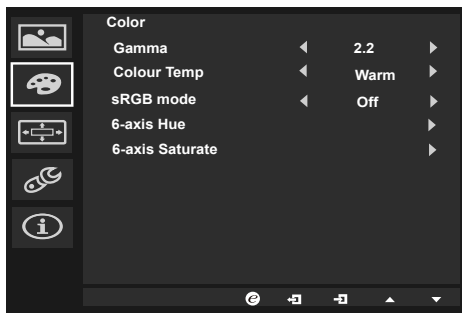 Color
Gamma 2.2
Colour Temp Warm
sRGB mode Off
6-axis Hue
6-axis Saturate